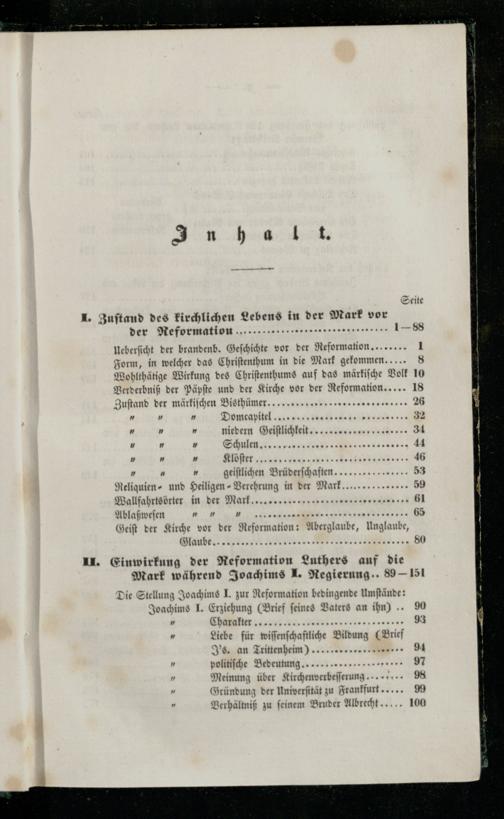 Inhalt.
Seite
I. Zustand des kirchlichen Lebens in der Mark vor
der Reformation................................ 1—88
Uebersicht der brandenb. Geschichte vor der Reformation....... 1
Form, in welcher das Christenthum in die Mark gekommen..... 8
Wohlthätige Wirkung des Christenthums auf das märkische Volk 10
Verderbniß der Päpste und der Kirche vor der Reformation..... 18
Zustand der märkischen Bisthümer............................. 26
" " " Domcapitel............................ 32
" " " niedern Geistlichkeit.................... 34
" " " Schulen............................... 44
" " " Klöster................................ 46
" " " geistlichen Brüderschaften............... 53
Reliquien- und Heiligen-Verehrung in der Mark............. 59
Wallfahrtsörter in der Mark................................ 61
Ablaßwesen " " " ................................ 65
Geist der Kirche vor der Reformation: Aberglaube, Unglaube,
Glaube........................................ 80
II. Einwirkung der Reformation Luthers auf die
Mark während Joachims I. Regierung.. 89—151
Die Stellung Joachims I. zur Reformation bedingende Umstände:
Joachims I. Erziehung (Brief seines Vaters an ihn) .. 90
" Charakter............................... 93
" Liebe für wissenschaftliche Bildung (Brief
J's. an Trittenheim)................... 94
" politische Bedeutung..................... 97
" Meinung über Kirchenverbesserung........ 98
" Gründung der Universität zu Frankfurt..... 99
" Verhältniß zu seinem Bruder Albrecht..... 100